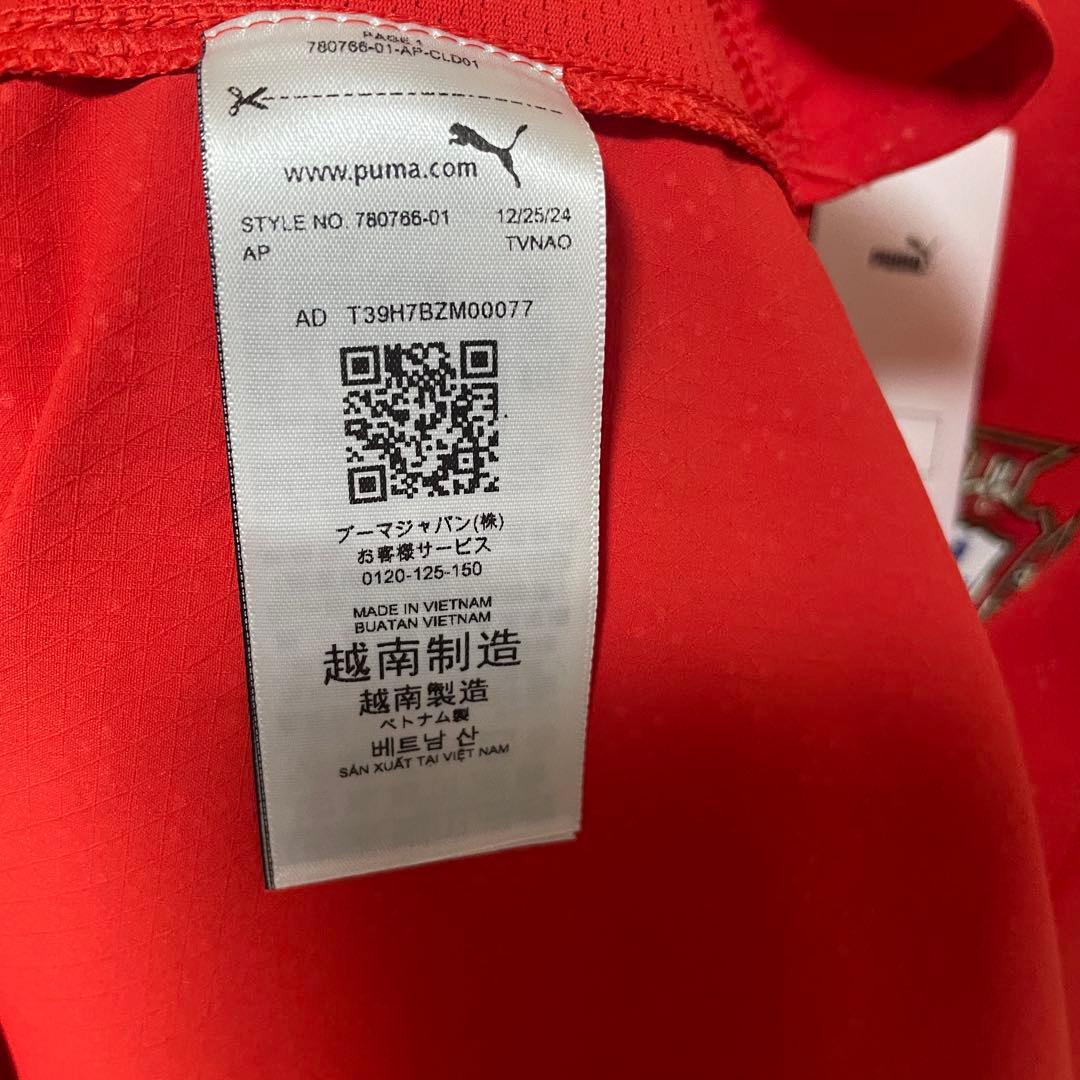 PAGE 1
780766-01-AP-CLD01
www.puma.com
STYLE NO. 780766-01 12/25/24
AP TVNAO
AD T39H7BZM00077
プーマジャパン(株)
お客様サービス
0120-125-150
MADE IN VIETNAM
BUATAN VIETNAM
越南制造
越南製造
ベトナム製
베트남 산
SẢN XUẤT TẠI VIỆT NAM
PUMA